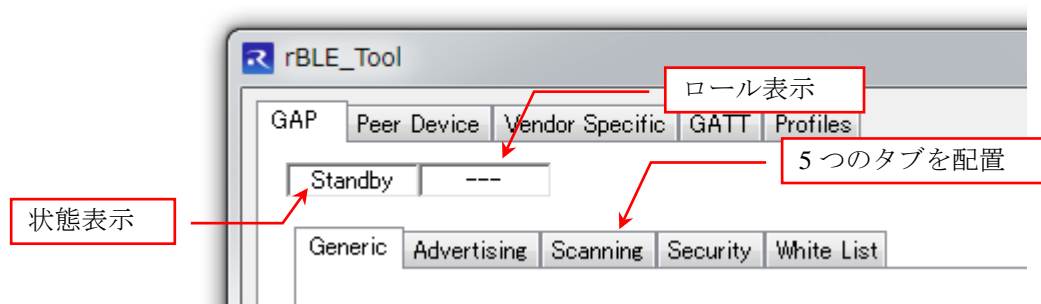 rBLE_Tool
ロール表示
GAP Peer Device Vendor Specific GATT Profiles
5つのタブを配置
Standby ---
状態表示
Generic Advertising Scanning Security White List